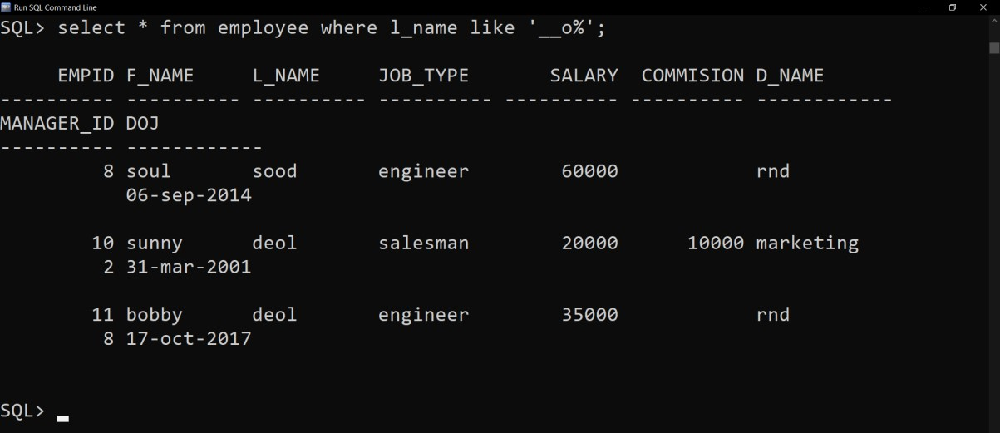 Run SQL Command Line
SQL> select * from employee where l_name like '__o%';
EMPID F_NAME L_NAME JOB_TYPE SALARY COMMISION D_NAME
---------- ---------- ---------- ---------- ---------- ---------- ------------
MANAGER_ID DOJ
---------- ------------
8 soul sood engineer 60000 rnd
06-sep-2014
10 sunny deol salesman 20000 10000 marketing
2 31-mar-2001
11 bobby deol engineer 35000 rnd
8 17-oct-2017
SQL>